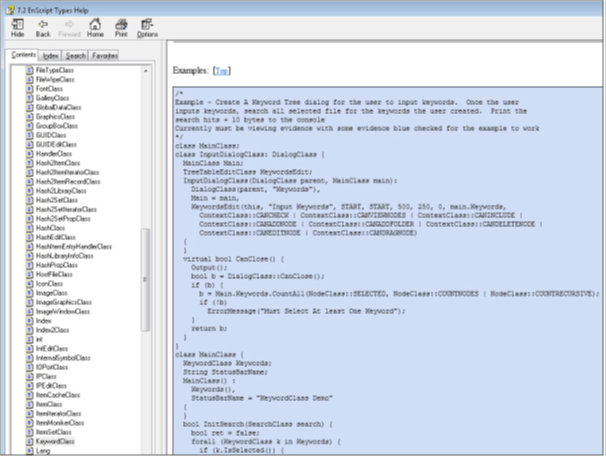 7.2 EnScript Types Help
Hide Back Forward Home Print Options
Contents Index Search Favorites
FileTypeClass
FileWipeClass
FontClass
GalleryClass
GlobalDataClass
GraphicsClass
GroupBoxClass
GUIDClass
GUIDEditClass
HandlerClass
Hash2ItemClass
Hash2ItemIteratorClass
Hash2ItemRecordClass
Hash2LibraryClass
Hash2SetClass
Hash2SetIteratorClass
Hash2SetPropClass
HashClass
HashEditClass
HashItemEntryHandlerClass
HashLibraryInfoClass
HashPropClass
HostFileClass
IconClass
ImageClass
ImageGraphicsClass
ImageWindowClass
Index
Index2Class
int
IntEditClass
InternalSymbolClass
IOPortClass
IPClass
IPEditClass
ItemCacheClass
ItemClass
ItemIteratorClass
ItemMonikerClass
ItemSetClass
KeywordClass
Lang
Examples: [Top]
/*
Example - Create A Keyword Tree dialog for the user to input keywords. Once the user
inputs keywords, search all selected file for the keywords the user created. Print the
search hits + 10 bytes to the console
Currently must be viewing evidence with some evidence blue checked for the example to work
*/
class MainClass;
class InputDialogClass: DialogClass {
MainClass Main;
TreeTableEditClass KeywordsEdit;
InputDialogClass(DialogClass parent, MainClass main):
DialogClass(parent, "Keywords"),
Main = main,
KeywordsEdit(this, "Input Keywords", START, START, 500, 250, 0, main.Keywords,
ContextClass::CANCHECK | ContextClass::CANVIEWNODES | ContextClass::CANINCLUDE |
ContextClass::CANADDNODE | ContextClass::CANADDFOLDER | ContextClass::CANDELETENODE |
ContextClass::CANEDITNODE | ContextClass::CANDRAGNODE)
{
}
virtual bool CanClose() {
Output();
bool b = DialogClass::CanClose();
if (b) {
b = Main.Keywords.CountAll(NodeClass::SELECTED, NodeClass::COUNTNODES | NodeClass::COUNTRECURSIVE);
if (!b)
ErrorMessage("Must Select At least One Keyword");
}
return b;
}
}
class MainClass {
KeywordClass Keywords;
String StatusBarName;
MainClass() :
Keywords(),
StatusBarName = "KeywordClass Demo"
{
}
bool InitSearch(SearchClass search) {
bool ret = false;
forall (KeywordClass k in Keywords) {
if (k.IsSelected()) {